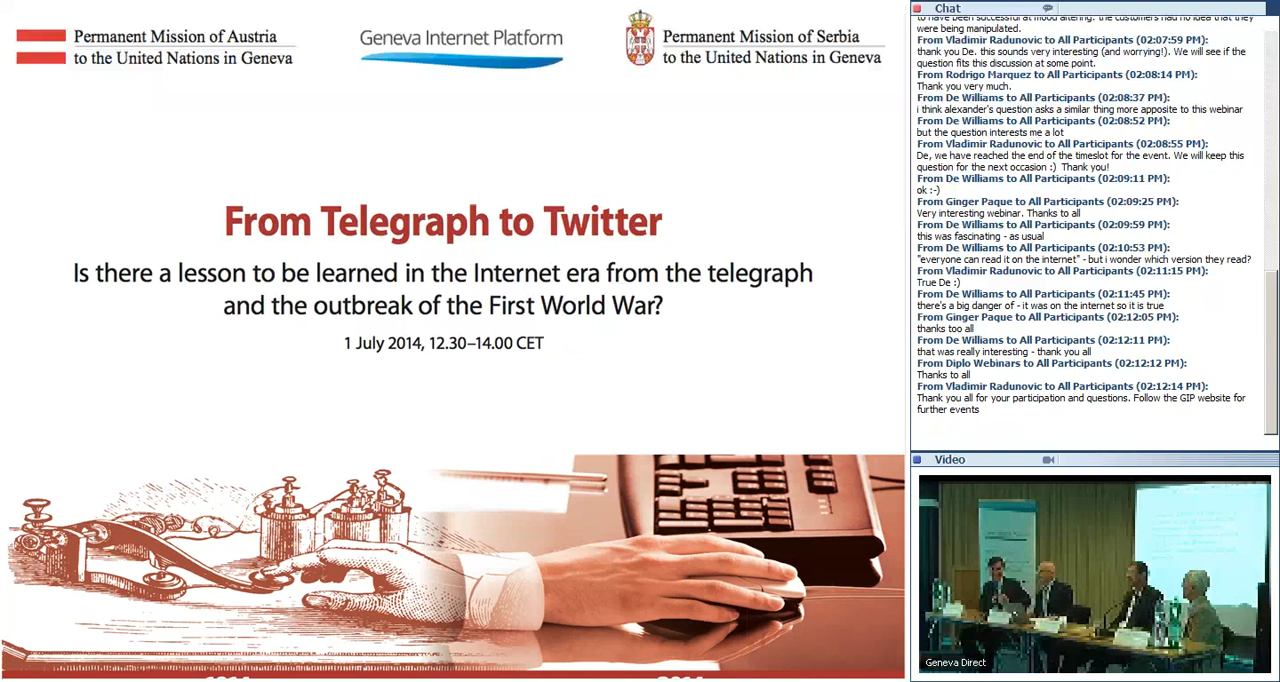 Permanent Mission of Austria
to the United Nations in Geneva
Geneva Internet Platform
Permanent Mission of Serbia
to the United Nations in Geneva
From Telegraph to Twitter
Is there a lesson to be learned in the Internet era from the telegraph
and the outbreak of the First World War?
1 July 2014, 12.30–14.00 CET
Chat
to have been successful at mood altering. the customers had no idea that they
were being manipulated.
From Vladimir Radunovic to All Participants (02:07:59 PM):
thank you De. this sounds very interesting (and worrying!). We will see if the
question fits this discussion at some point.
From Rodrigo Marquez to All Participants (02:08:14 PM):
Thank you very much.
From De Williams to All Participants (02:08:37 PM):
i think alexander's question asks a similar thing more apposite to this webinar
From De Williams to All Participants (02:08:52 PM):
but the question interests me a lot
From Vladimir Radunovic to All Participants (02:08:55 PM):
De, we have reached the end of the timeslot for the event. We will keep this
question for the next occasion :) Thank you!
From De Williams to All Participants (02:09:11 PM):
ok :-)
From Ginger Paque to All Participants (02:09:25 PM):
Very interesting webinar. Thanks to all
From De Williams to All Participants (02:09:59 PM):
this was fascinating - as usual
From De Williams to All Participants (02:10:53 PM):
"everyone can read it on the internet" - but i wonder which version they read?
From Vladimir Radunovic to All Participants (02:11:15 PM):
True De :)
From De Williams to All Participants (02:11:45 PM):
there's a big danger of - it was on the internet so it is true
From Ginger Paque to All Participants (02:12:05 PM):
thanks too all
From De Williams to All Participants (02:12:11 PM):
that was really interesting - thank you all
From Diplo Webinars to All Participants (02:12:12 PM):
Thanks to all
From Vladimir Radunovic to All Participants (02:12:14 PM):
Thank you all for your participation and questions. Follow the GIP website for
further events
Video
Geneva Direct